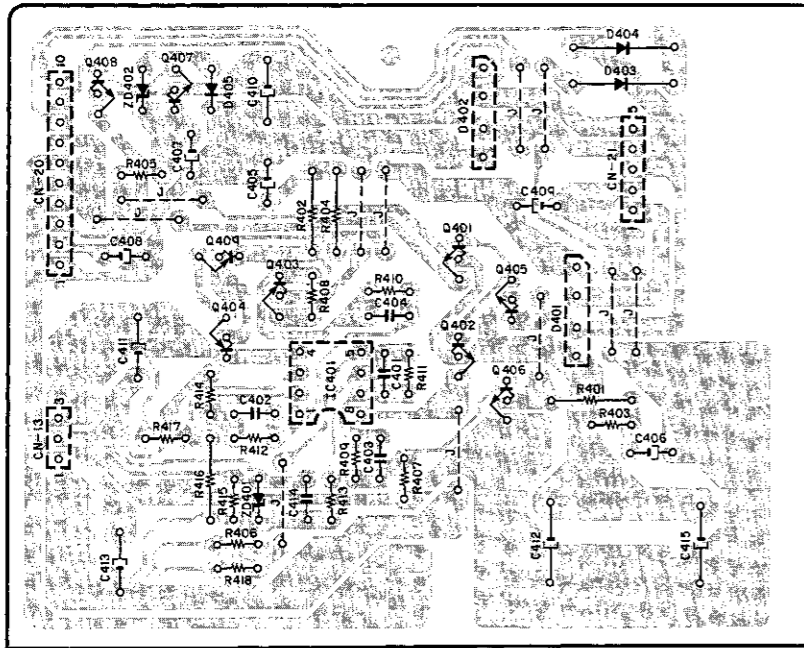 D404
Q408
Q407
D403
10
ZD402
D405
C410
D402
J
J
5
CN-20
C407
R405
C405
CN-21
J
J
R402
R404
J
J
C409
1
C408
Q409
Q401
1
Q403
R410
Q405
R408
C404
D401
J
J
Q404
Q402
J
C411
4
5
IC401
C401
R411
Q406
R414
C402
1
8
R401
3
CN-13
R417
R412
R409
C403
R403
C406
1
R416
R415
ZD401
J
C414
R413
R407
J
R406
C413
R418
C412
C415